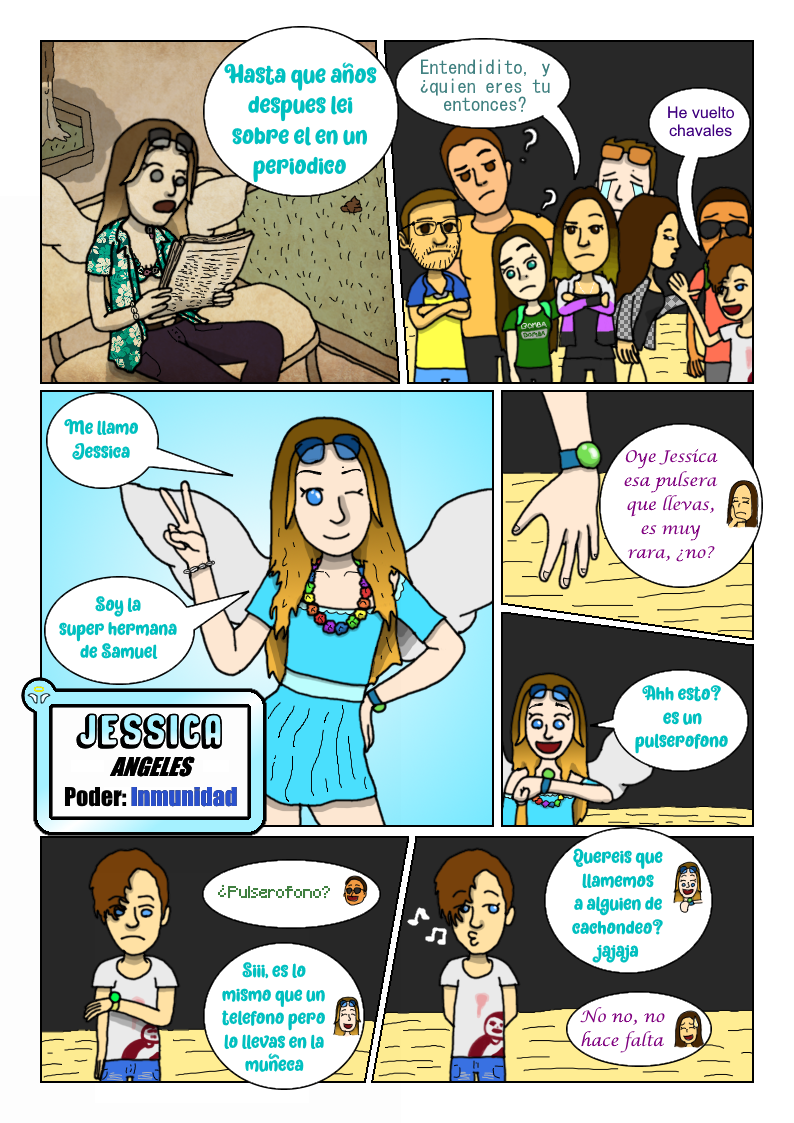 Hasta que años
despues lei
sobre el en un
periodico
Entendidito, y
¿quien eres tu
entonces?
He vuelto
chavales
?
?
GOMBA
Me llamo
Jessica
Soy la
super hermana
de Samuel
JESSICA
ANGELES
Poder: Inmunidad
Oye Jessica
esa pulsera
que llevas,
es muy
rara, ¿no?
Ahh esto?
es un
pulserofono
¿Pulserofono?
Siii, es lo
mismo que un
telefono pero
lo llevas en la
muñeca
Quereis que
llamemos
a alguien de
cachondeo?
jajaja
No no, no
hace falta